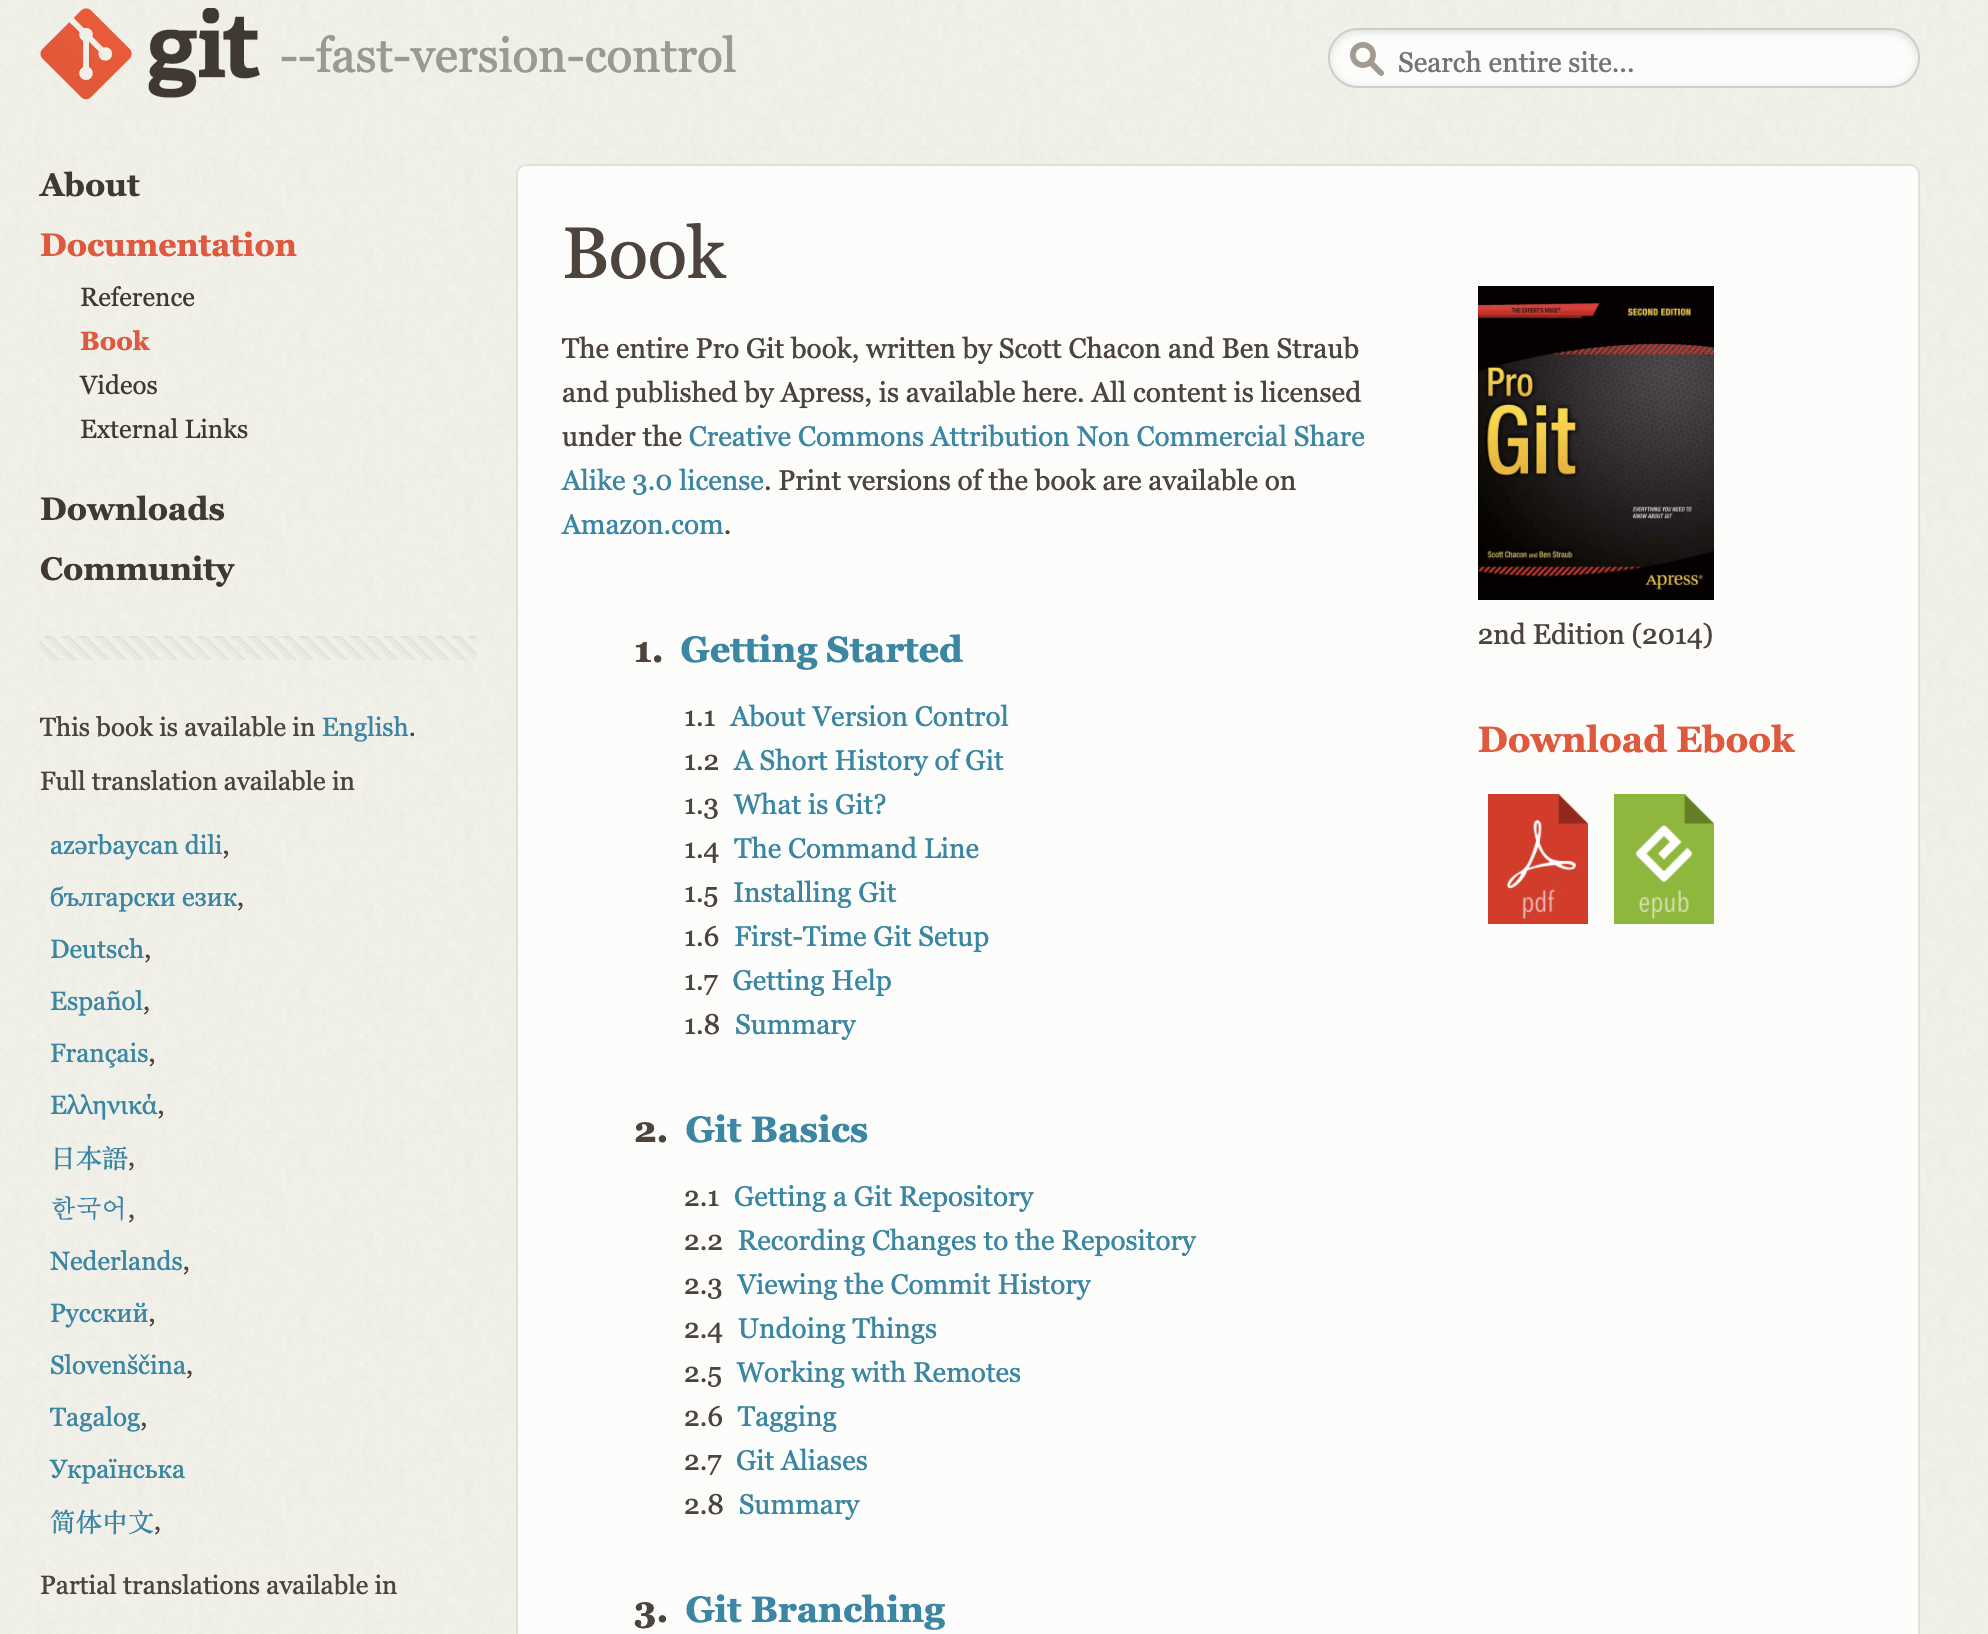 git --fast-version-control
Search entire site...
About
Documentation
Reference
Book
Videos
External Links
Downloads
Community
This book is available in English.
Full translation available in
azərbaycan dili,
български език,
Deutsch,
Español,
Français,
Ελληνικά,
日本語,
한국어,
Nederlands,
Русский,
Slovenščina,
Tagalog,
Українська
简体中文,
Partial translations available in
Book
The entire Pro Git book, written by Scott Chacon and Ben Straub
and published by Apress, is available here. All content is licensed
under the Creative Commons Attribution Non Commercial Share
Alike 3.0 license. Print versions of the book are available on
Amazon.com.
1. Getting Started
1.1 About Version Control
1.2 A Short History of Git
1.3 What is Git?
1.4 The Command Line
1.5 Installing Git
1.6 First-Time Git Setup
1.7 Getting Help
1.8 Summary
2. Git Basics
2.1 Getting a Git Repository
2.2 Recording Changes to the Repository
2.3 Viewing the Commit History
2.4 Undoing Things
2.5 Working with Remotes
2.6 Tagging
2.7 Git Aliases
2.8 Summary
3. Git Branching
THE EXPERT'S VOICE®
SECOND EDITION
Pro
Git
EVERYTHING YOU NEED TO
KNOW ABOUT GIT
Scott Chacon and Ben Straub
Apress®
2nd Edition (2014)
Download Ebook
pdf
epub